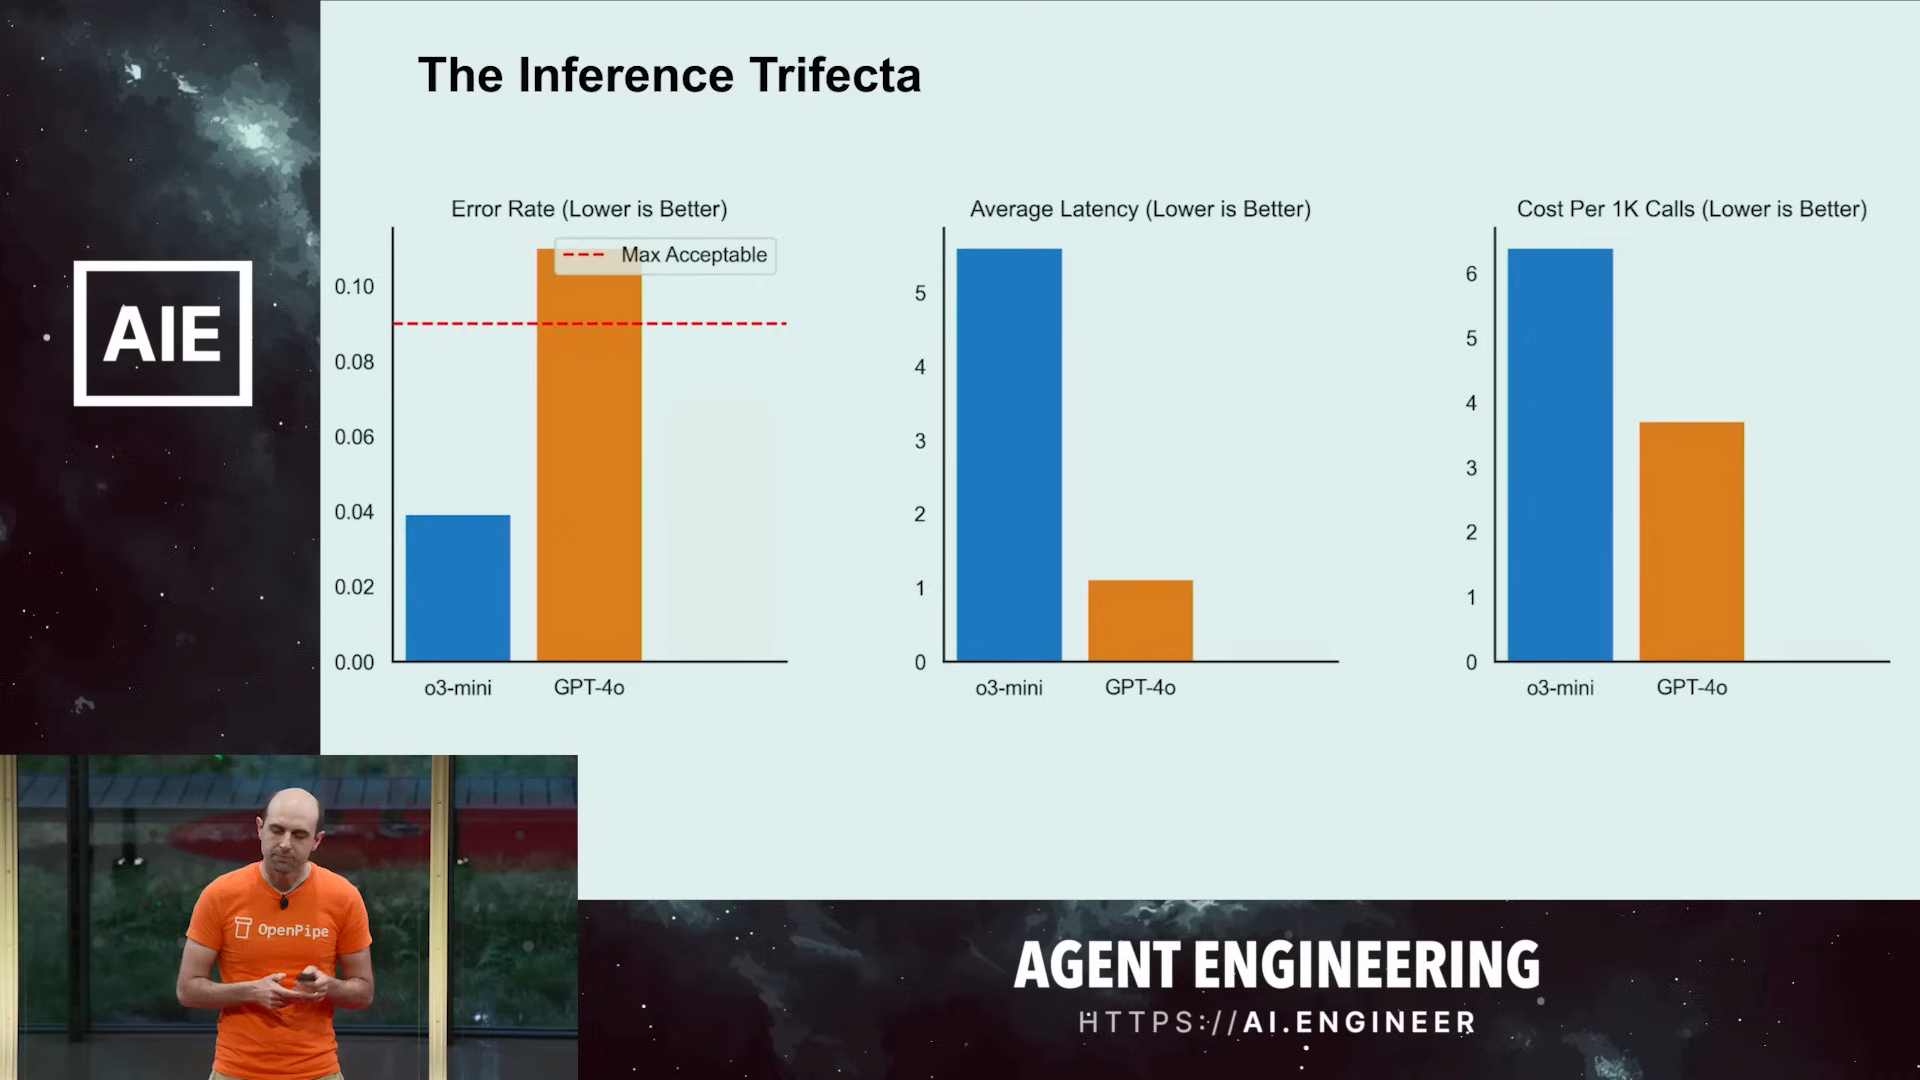 The Inference Trifecta
AIE
Error Rate (Lower is Better)
Max Acceptable
0.10
0.08
0.06
0.04
0.02
0.00
o3-mini GPT-4o
Average Latency (Lower is Better)
5
4
3
2
1
0
o3-mini GPT-4o
Cost Per 1K Calls (Lower is Better)
6
5
4
3
2
1
0
o3-mini GPT-4o
OpenPipe
AGENT ENGINEERING
HTTPS://AI.ENGINEER